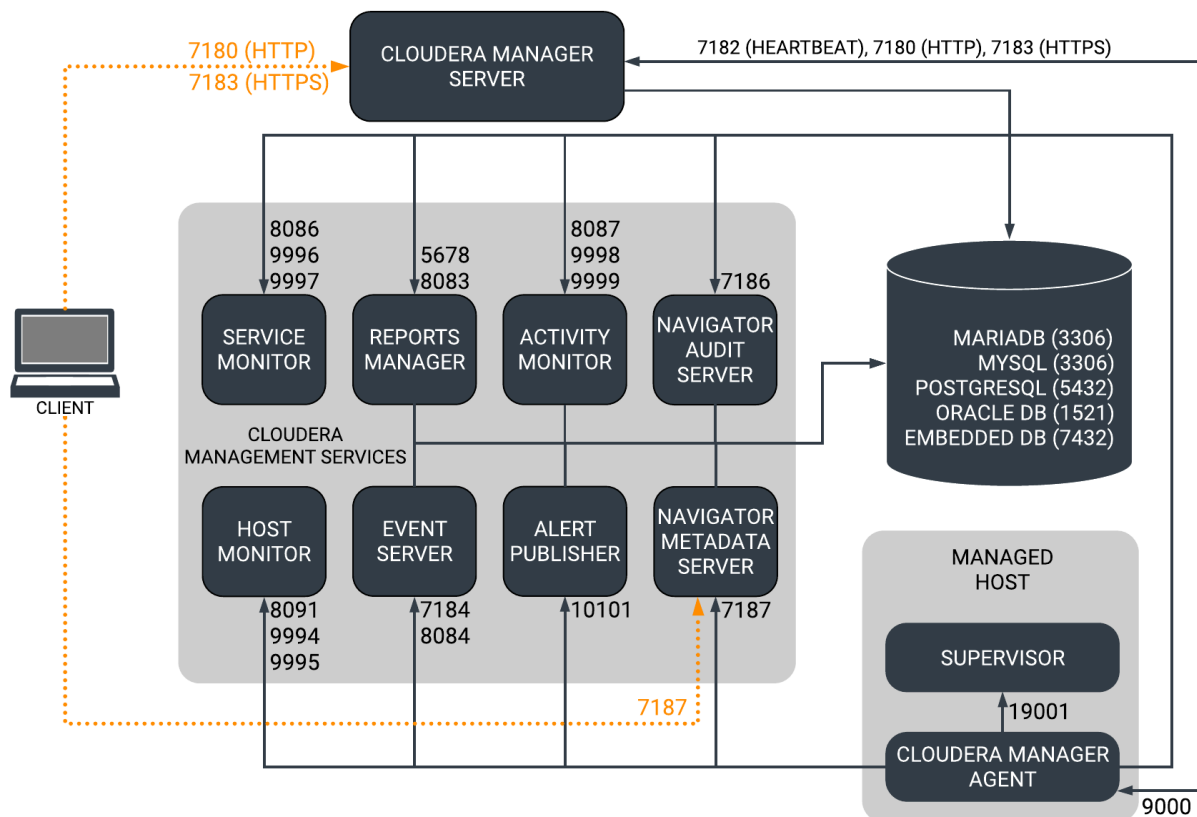 7180 (HTTP)
7183 (HTTPS)
CLOUDERA MANAGER
SERVER
7182 (HEARTBEAT), 7180 (HTTP), 7183 (HTTPS)
8086
9996
9997
5678
8083
8087
9998
9999
7186
SERVICE
MONITOR
REPORTS
MANAGER
ACTIVITY
MONITOR
NAVIGATOR
AUDIT
SERVER
MARIADB (3306)
MYSQL (3306)
POSTGRESQL (5432)
ORACLE DB (1521)
EMBEDDED DB (7432)
CLIENT
CLOUDERA
MANAGEMENT SERVICES
HOST
MONITOR
EVENT
SERVER
ALERT
PUBLISHER
NAVIGATOR
METADATA
SERVER
8091
9994
9995
7184
8084
10101
7187
7187
MANAGED
HOST
SUPERVISOR
19001
CLOUDERA MANAGER
AGENT
9000